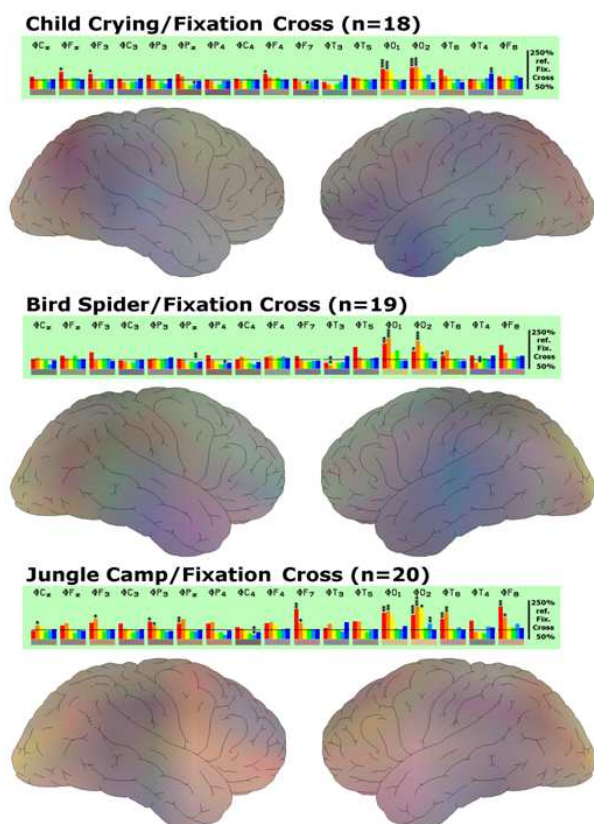 Child Crying/Fixation Cross (n=18)
ΦCz ΦFz ΦF3 ΦC3 ΦP3 ΦPz ΦP4 ΦC4 ΦF4 ΦF7 ΦT3 ΦT5 ΦO1 ΦO2 ΦT6 ΦT4 ΦF8
250%
ref.
Fix.
Cross
50%
Bird Spider/Fixation Cross (n=19)
ΦCz ΦFz ΦF3 ΦC3 ΦP3 ΦPz ΦP4 ΦC4 ΦF4 ΦF7 ΦT3 ΦT5 ΦO1 ΦO2 ΦT6 ΦT4 ΦF8
250%
ref.
Fix.
Cross
50%
Jungle Camp/Fixation Cross (n=20)
ΦCz ΦFz ΦF3 ΦC3 ΦP3 ΦPz ΦP4 ΦC4 ΦF4 ΦF7 ΦT3 ΦT5 ΦO1 ΦO2 ΦT6 ΦT4 ΦF8
250%
ref.
Fix.
Cross
50%